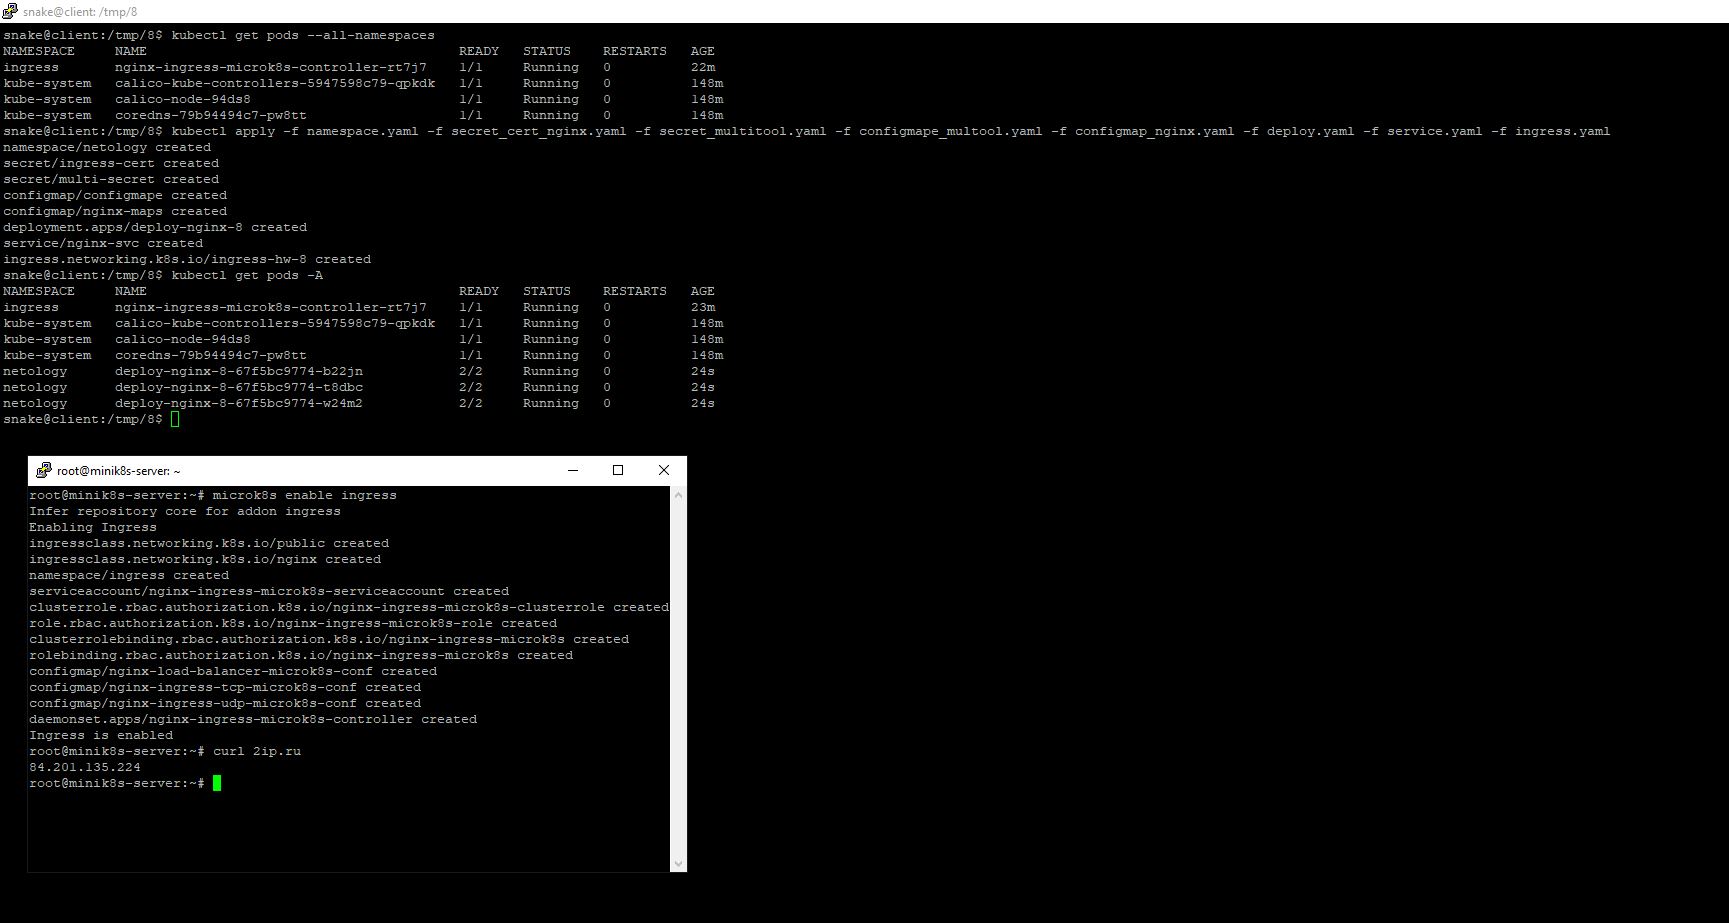 snake@client: /tmp/8
snake@client:/tmp/8$ kubectl get pods --all-namespaces
NAMESPACE     NAME                                       READY   STATUS    RESTARTS   AGE
ingress       nginx-ingress-microk8s-controller-rt7j7    1/1     Running   0          22m
kube-system   calico-kube-controllers-5947598c79-qpkdk   1/1     Running   0          148m
kube-system   calico-node-94ds8                          1/1     Running   0          148m
kube-system   coredns-79b94494c7-pw8tt                   1/1     Running   0          148m
snake@client:/tmp/8$ kubectl apply -f namespace.yaml -f secret_cert_nginx.yaml -f secret_multitool.yaml -f configmape_multool.yaml -f configmap_nginx.yaml -f deploy.yaml -f service.yaml -f ingress.yaml
namespace/netology created
secret/ingress-cert created
secret/multi-secret created
configmap/configmape created
configmap/nginx-maps created
deployment.apps/deploy-nginx-8 created
service/nginx-svc created
ingress.networking.k8s.io/ingress-hw-8 created
snake@client:/tmp/8$ kubectl get pods -A
NAMESPACE     NAME                                       READY   STATUS    RESTARTS   AGE
ingress       nginx-ingress-microk8s-controller-rt7j7    1/1     Running   0          23m
kube-system   calico-kube-controllers-5947598c79-qpkdk   1/1     Running   0          148m
kube-system   calico-node-94ds8                          1/1     Running   0          148m
kube-system   coredns-79b94494c7-pw8tt                   1/1     Running   0          148m
netology      deploy-nginx-8-67f5bc9774-b22jn            2/2     Running   0          24s
netology      deploy-nginx-8-67f5bc9774-t8dbc            2/2     Running   0          24s
netology      deploy-nginx-8-67f5bc9774-w24m2            2/2     Running   0          24s
snake@client:/tmp/8$
root@minik8s-server: ~
root@minik8s-server:~# microk8s enable ingress
Infer repository core for addon ingress
Enabling Ingress
ingressclass.networking.k8s.io/public created
ingressclass.networking.k8s.io/nginx created
namespace/ingress created
serviceaccount/nginx-ingress-microk8s-serviceaccount created
clusterrole.rbac.authorization.k8s.io/nginx-ingress-microk8s-clusterrole created
role.rbac.authorization.k8s.io/nginx-ingress-microk8s-role created
clusterrolebinding.rbac.authorization.k8s.io/nginx-ingress-microk8s created
rolebinding.rbac.authorization.k8s.io/nginx-ingress-microk8s created
configmap/nginx-load-balancer-microk8s-conf created
configmap/nginx-ingress-tcp-microk8s-conf created
configmap/nginx-ingress-udp-microk8s-conf created
daemonset.apps/nginx-ingress-microk8s-controller created
Ingress is enabled
root@minik8s-server:~# curl 2ip.ru
84.201.135.224
root@minik8s-server:~#